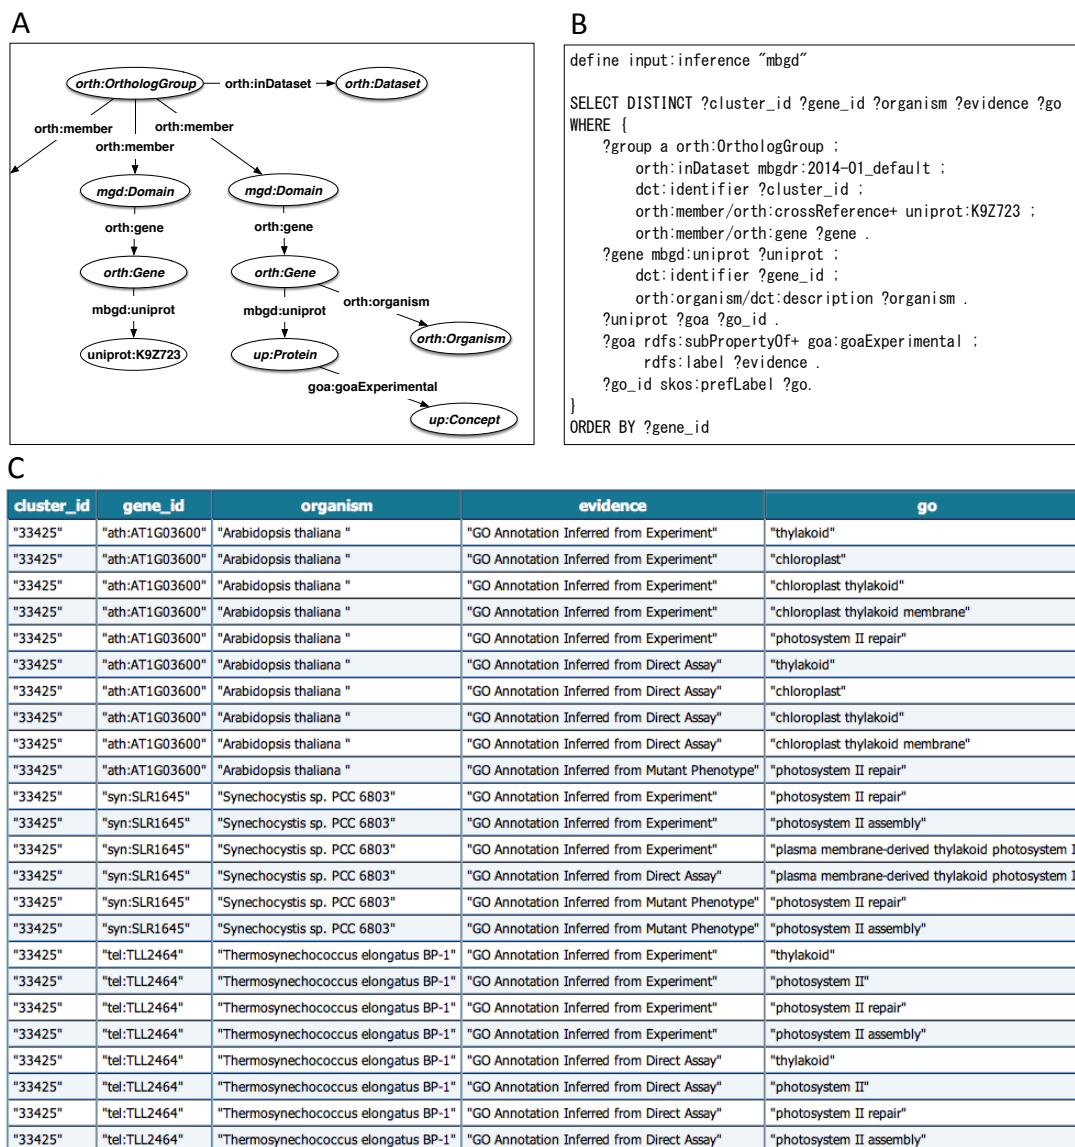 A
orth:OrthologGroup
orth:inDataset
orth:Dataset
orth:member
orth:member
orth:member
mgd:Domain
mgd:Domain
orth:gene
orth:gene
orth:Gene
orth:Gene
orth:organism
mbgd:uniprot
mbgd:uniprot
orth:Organism
uniprot:K9Z723
up:Protein
goa:goaExperimental
up:Concept
B
define input:inference "mbgd"
SELECT DISTINCT ?cluster_id ?gene_id ?organism ?evidence ?go
WHERE {
?group a orth:OrthologGroup ;
orth:inDataset mbgdr:2014-01_default ;
dct:identifier ?cluster_id ;
orth:member/orth:crossReference+ uniprot:K9Z723 ;
orth:member/orth:gene ?gene .
?gene mbgd:uniprot ?uniprot ;
dct:identifier ?gene_id ;
orth:organism/dct:description ?organism .
?uniprot ?goa ?go_id .
?goa rdfs:subPropertyOf+ goa:goaExperimental ;
rdfs:label ?evidence .
?go_id skos:prefLabel ?go.
}
ORDER BY ?gene_id
C
cluster_id gene_id organism evidence go
"33425" "ath:AT1G03600" "Arabidopsis thaliana " "GO Annotation Inferred from Experiment" "thylakoid"
"33425" "ath:AT1G03600" "Arabidopsis thaliana " "GO Annotation Inferred from Experiment" "chloroplast"
"33425" "ath:AT1G03600" "Arabidopsis thaliana " "GO Annotation Inferred from Experiment" "chloroplast thylakoid"
"33425" "ath:AT1G03600" "Arabidopsis thaliana " "GO Annotation Inferred from Experiment" "chloroplast thylakoid membrane"
"33425" "ath:AT1G03600" "Arabidopsis thaliana " "GO Annotation Inferred from Experiment" "photosystem II repair"
"33425" "ath:AT1G03600" "Arabidopsis thaliana " "GO Annotation Inferred from Direct Assay" "thylakoid"
"33425" "ath:AT1G03600" "Arabidopsis thaliana " "GO Annotation Inferred from Direct Assay" "chloroplast"
"33425" "ath:AT1G03600" "Arabidopsis thaliana " "GO Annotation Inferred from Direct Assay" "chloroplast thylakoid"
"33425" "ath:AT1G03600" "Arabidopsis thaliana " "GO Annotation Inferred from Direct Assay" "chloroplast thylakoid membrane"
"33425" "ath:AT1G03600" "Arabidopsis thaliana " "GO Annotation Inferred from Mutant Phenotype" "photosystem II repair"
"33425" "syn:SLR1645" "Synechocystis sp. PCC 6803" "GO Annotation Inferred from Experiment" "photosystem II repair"
"33425" "syn:SLR1645" "Synechocystis sp. PCC 6803" "GO Annotation Inferred from Experiment" "photosystem II assembly"
"33425" "syn:SLR1645" "Synechocystis sp. PCC 6803" "GO Annotation Inferred from Experiment" "plasma membrane-derived thylakoid photosystem
"33425" "syn:SLR1645" "Synechocystis sp. PCC 6803" "GO Annotation Inferred from Direct Assay" "plasma membrane-derived thylakoid photosystem
"33425" "syn:SLR1645" "Synechocystis sp. PCC 6803" "GO Annotation Inferred from Mutant Phenotype" "photosystem II repair"
"33425" "syn:SLR1645" "Synechocystis sp. PCC 6803" "GO Annotation Inferred from Mutant Phenotype" "photosystem II assembly"
"33425" "tel:TLL2464" "Thermosynechococcus elongatus BP-1" "GO Annotation Inferred from Experiment" "thylakoid"
"33425" "tel:TLL2464" "Thermosynechococcus elongatus BP-1" "GO Annotation Inferred from Experiment" "photosystem II"
"33425" "tel:TLL2464" "Thermosynechococcus elongatus BP-1" "GO Annotation Inferred from Experiment" "photosystem II repair"
"33425" "tel:TLL2464" "Thermosynechococcus elongatus BP-1" "GO Annotation Inferred from Experiment" "photosystem II assembly"
"33425" "tel:TLL2464" "Thermosynechococcus elongatus BP-1" "GO Annotation Inferred from Direct Assay" "thylakoid"
"33425" "tel:TLL2464" "Thermosynechococcus elongatus BP-1" "GO Annotation Inferred from Direct Assay" "photosystem II"
"33425" "tel:TLL2464" "Thermosynechococcus elongatus BP-1" "GO Annotation Inferred from Direct Assay" "photosystem II repair"
"33425" "tel:TLL2464" "Thermosynechococcus elongatus BP-1" "GO Annotation Inferred from Direct Assay" "photosystem II assembly"